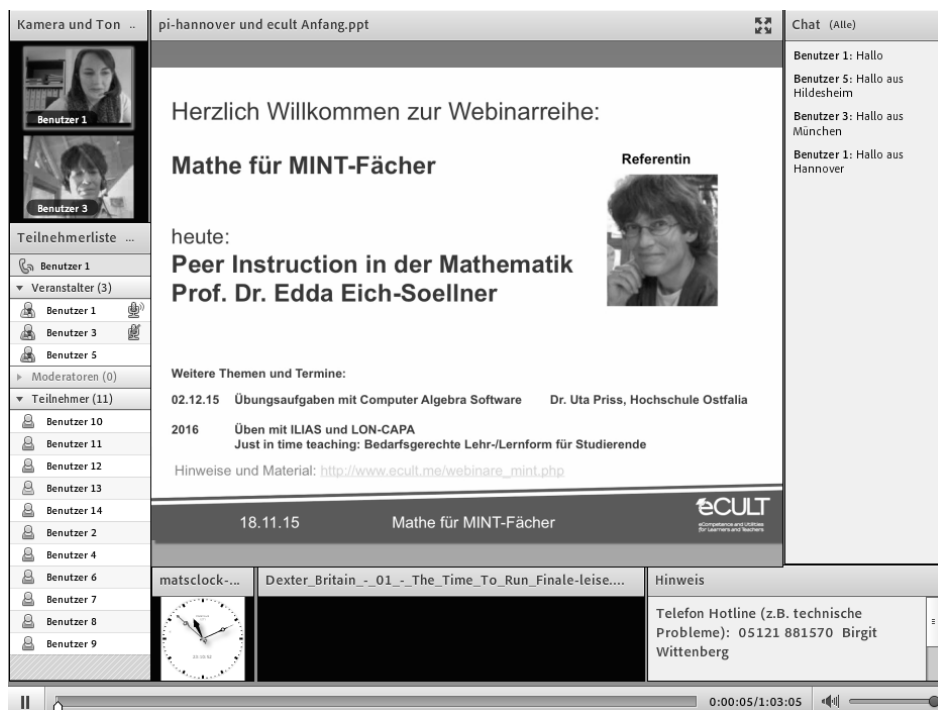 Kamera und Ton ..
Benutzer 1
Benutzer 3
Teilnehmerliste ...
Benutzer 1
Veranstalter (3)
Benutzer 1
Benutzer 3
Benutzer 5
Moderatoren (0)
Teilnehmer (11)
Benutzer 10
Benutzer 11
Benutzer 12
Benutzer 13
Benutzer 14
Benutzer 2
Benutzer 4
Benutzer 6
Benutzer 7
Benutzer 8
Benutzer 9
pi-hannover und ecult Anfang.ppt
Herzlich Willkommen zur Webinarreihe:
Mathe für MINT-Fächer
Referentin
heute:
Peer Instruction in der Mathematik
Prof. Dr. Edda Eich-Soellner
Weitere Themen und Termine:
02.12.15 Übungsaufgaben mit Computer Algebra Software Dr. Uta Priss, Hochschule Ostfalia
2016 Üben mit ILIAS und LON-CAPA
Just in time teaching: Bedarfsgerechte Lehr-/Lernform für Studierende
Hinweise und Material: http://www.ecult.me/webinare_mint.php
18.11.15 Mathe für MINT-Fächer
eCULT
eCompetence and Utilities
for Learners and Teachers
Chat (Alle)
Benutzer 1: Hallo
Benutzer 5: Hallo aus
Hildesheim
Benutzer 3: Hallo aus
München
Benutzer 1: Hallo aus
Hannover
matsclock-...
Dexter_Britain_-_01_-_The_Time_To_Run_Finale-leise....
Hinweis
Telefon Hotline (z.B. technische
Probleme): 05121 881570 Birgit
Wittenberg
0:00:05/1:03:05